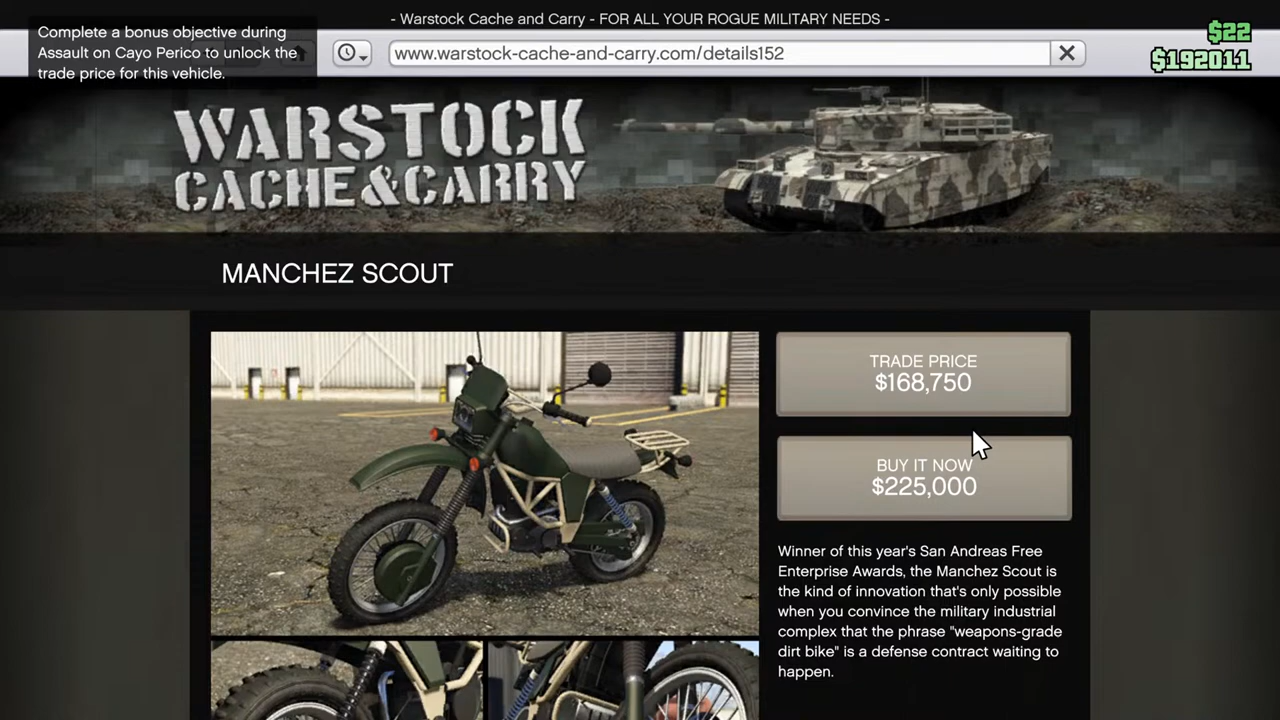 - Warstock Cache and Carry - FOR ALL YOUR ROGUE MILITARY NEEDS -
Complete a bonus objective during
Assault on Cayo Perico to unlock the
trade price for this vehicle.
$22
$192011
www.warstock-cache-and-carry.com/details152
WARSTOCK
CACHE&CARRY
MANCHEZ SCOUT
TRADE PRICE
$168,750
BUY IT NOW
$225,000
Winner of this year's San Andreas Free
Enterprise Awards, the Manchez Scout is
the kind of innovation that's only possible
when you convince the military industrial
complex that the phrase "weapons-grade
dirt bike" is a defense contract waiting to
happen.